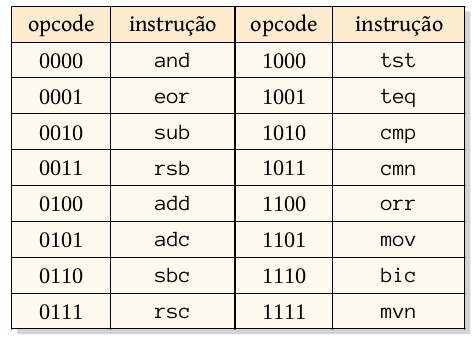 opcode instrução opcode instrução
0000 and 1000 tst
0001 eor 1001 teq
0010 sub 1010 cmp
0011 rsb 1011 cmn
0100 add 1100 orr
0101 adc 1101 mov
0110 sbc 1110 bic
0111 rsc 1111 mvn